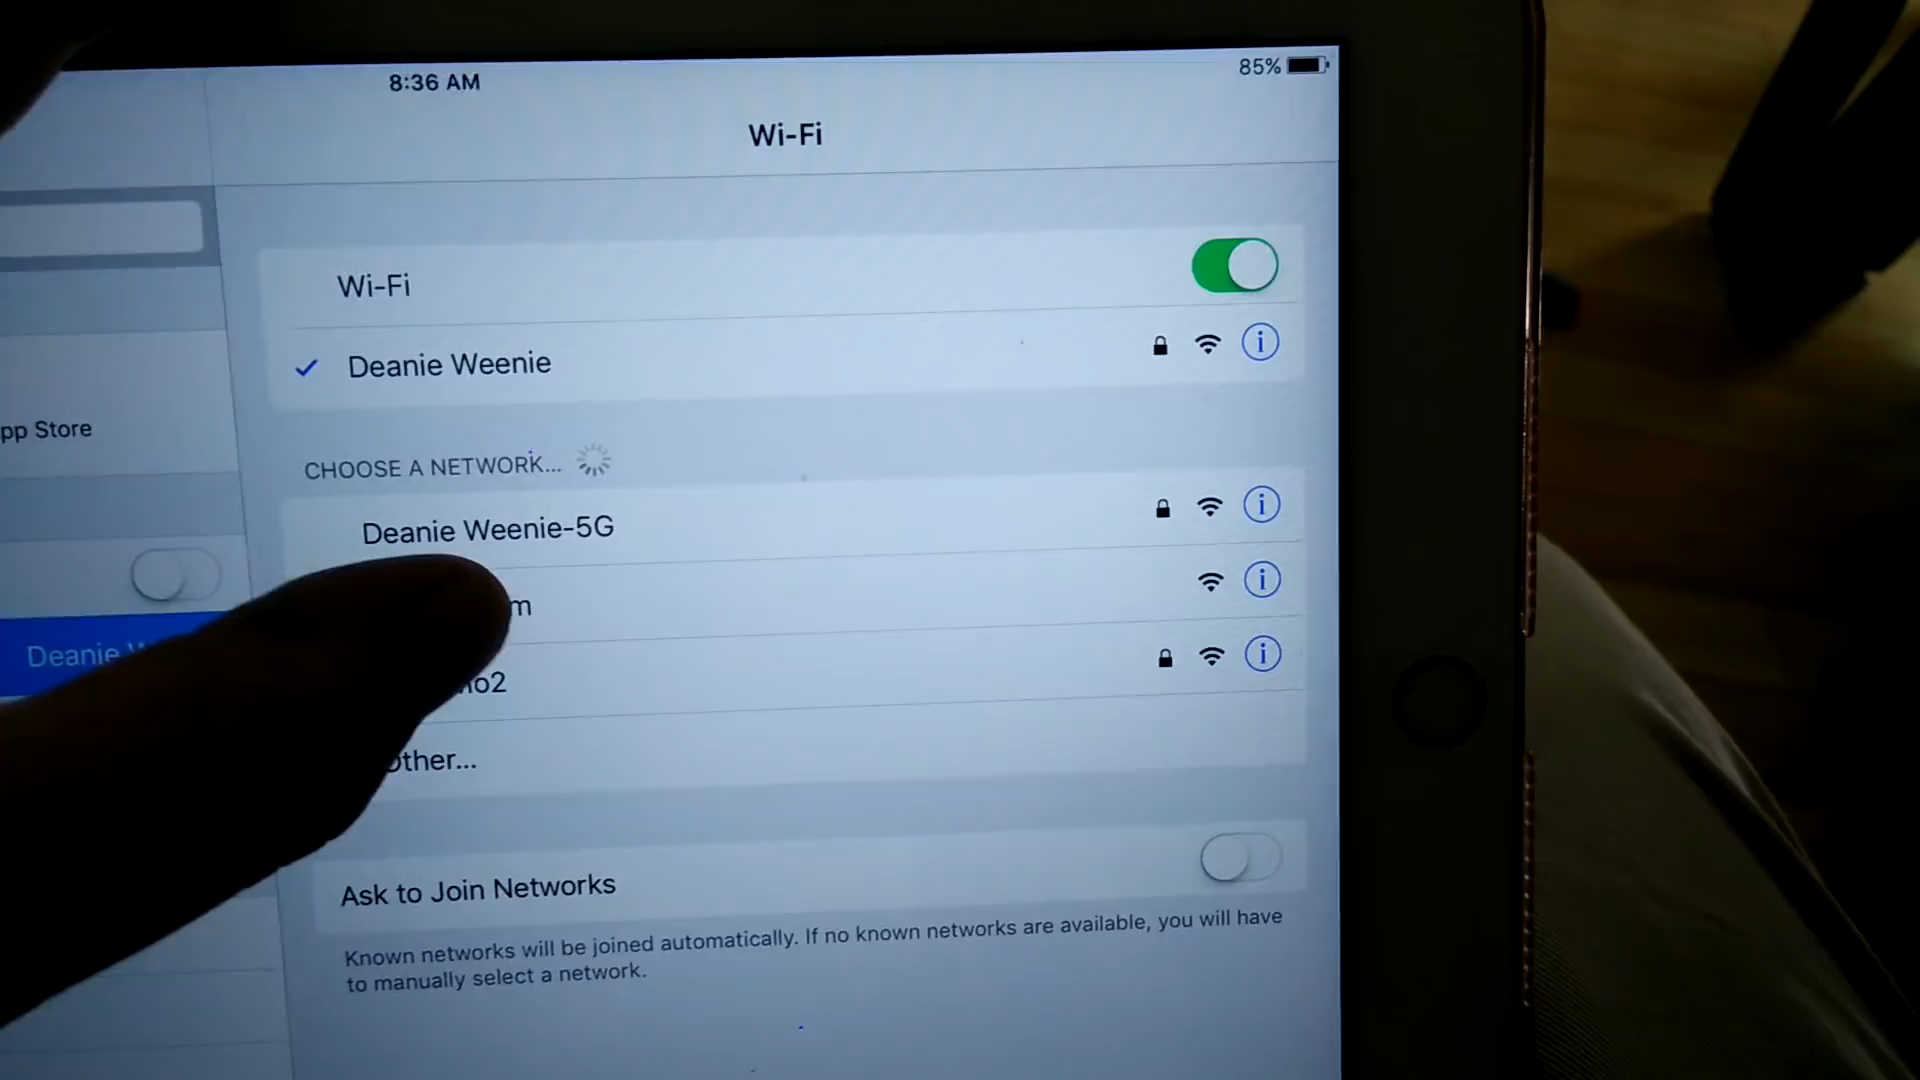 8:36 AM
85%
Wi-Fi
Wi-Fi
Deanie Weenie
pp Store
CHOOSE A NETWORK...
Deanie Weenie-5G
Deanie
Other...
Ask to Join Networks
Known networks will be joined automatically. If no known networks are available, you will have
to manually select a network.